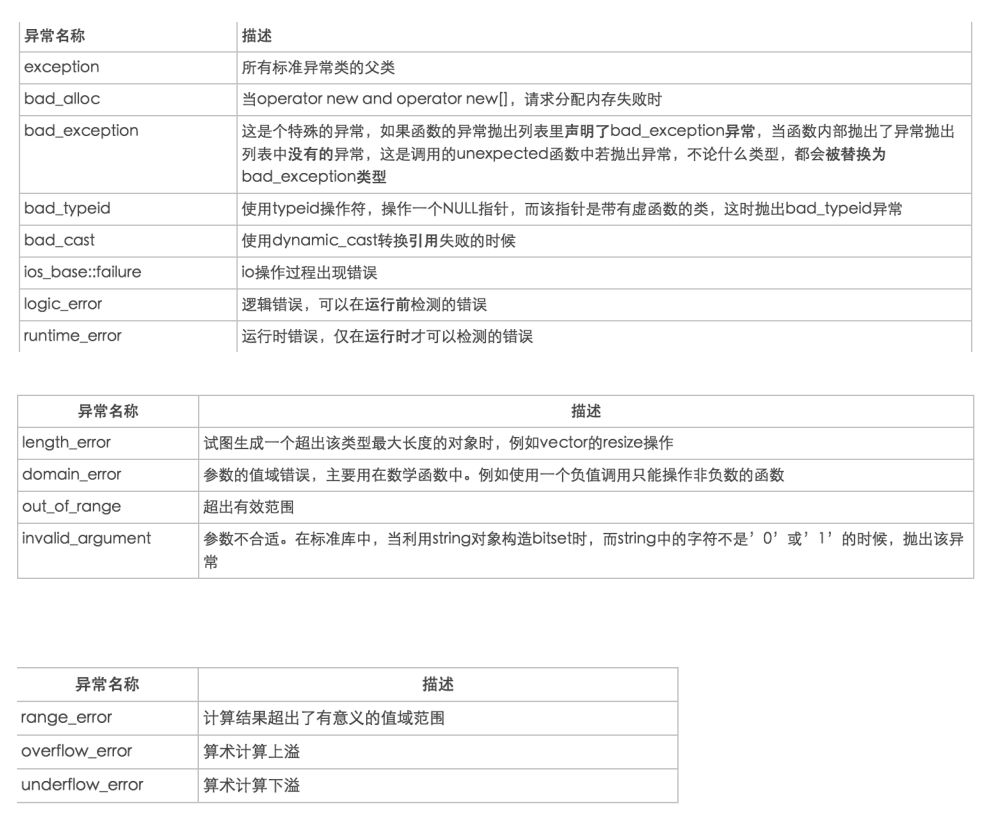 异常名称 描述
exception 所有标准异常类的父类
bad_alloc 当operator new and operator new[]，请求分配内存失败时
bad_exception 这是个特殊的异常，如果函数的异常抛出列表里声明了bad_exception异常，当函数内部抛出了异常抛出
列表中没有的异常，这是调用的unexpected函数中若抛出异常，不论什么类型，都会被替换为
bad_exception类型
bad_typeid 使用typeid操作符，操作一个NULL指针，而该指针是带有虚函数的类，这时抛出bad_typeid异常
bad_cast 使用dynamic_cast转换引用失败的时候
ios_base::failure io操作过程出现错误
logic_error 逻辑错误，可以在运行前检测的错误
runtime_error 运行时错误，仅在运行时才可以检测的错误
异常名称 描述
length_error 试图生成一个超出该类型最大长度的对象时，例如vector的resize操作
domain_error 参数的值域错误，主要用在数学函数中。例如使用一个负值调用只能操作非负数的函数
out_of_range 超出有效范围
invalid_argument 参数不合适。在标准库中，当利用string对象构造bitset时，而string中的字符不是’0’或’1’的时候，抛出该异
常
异常名称 描述
range_error 计算结果超出了有意义的值域范围
overflow_error 算术计算上溢
underflow_error 算术计算下溢